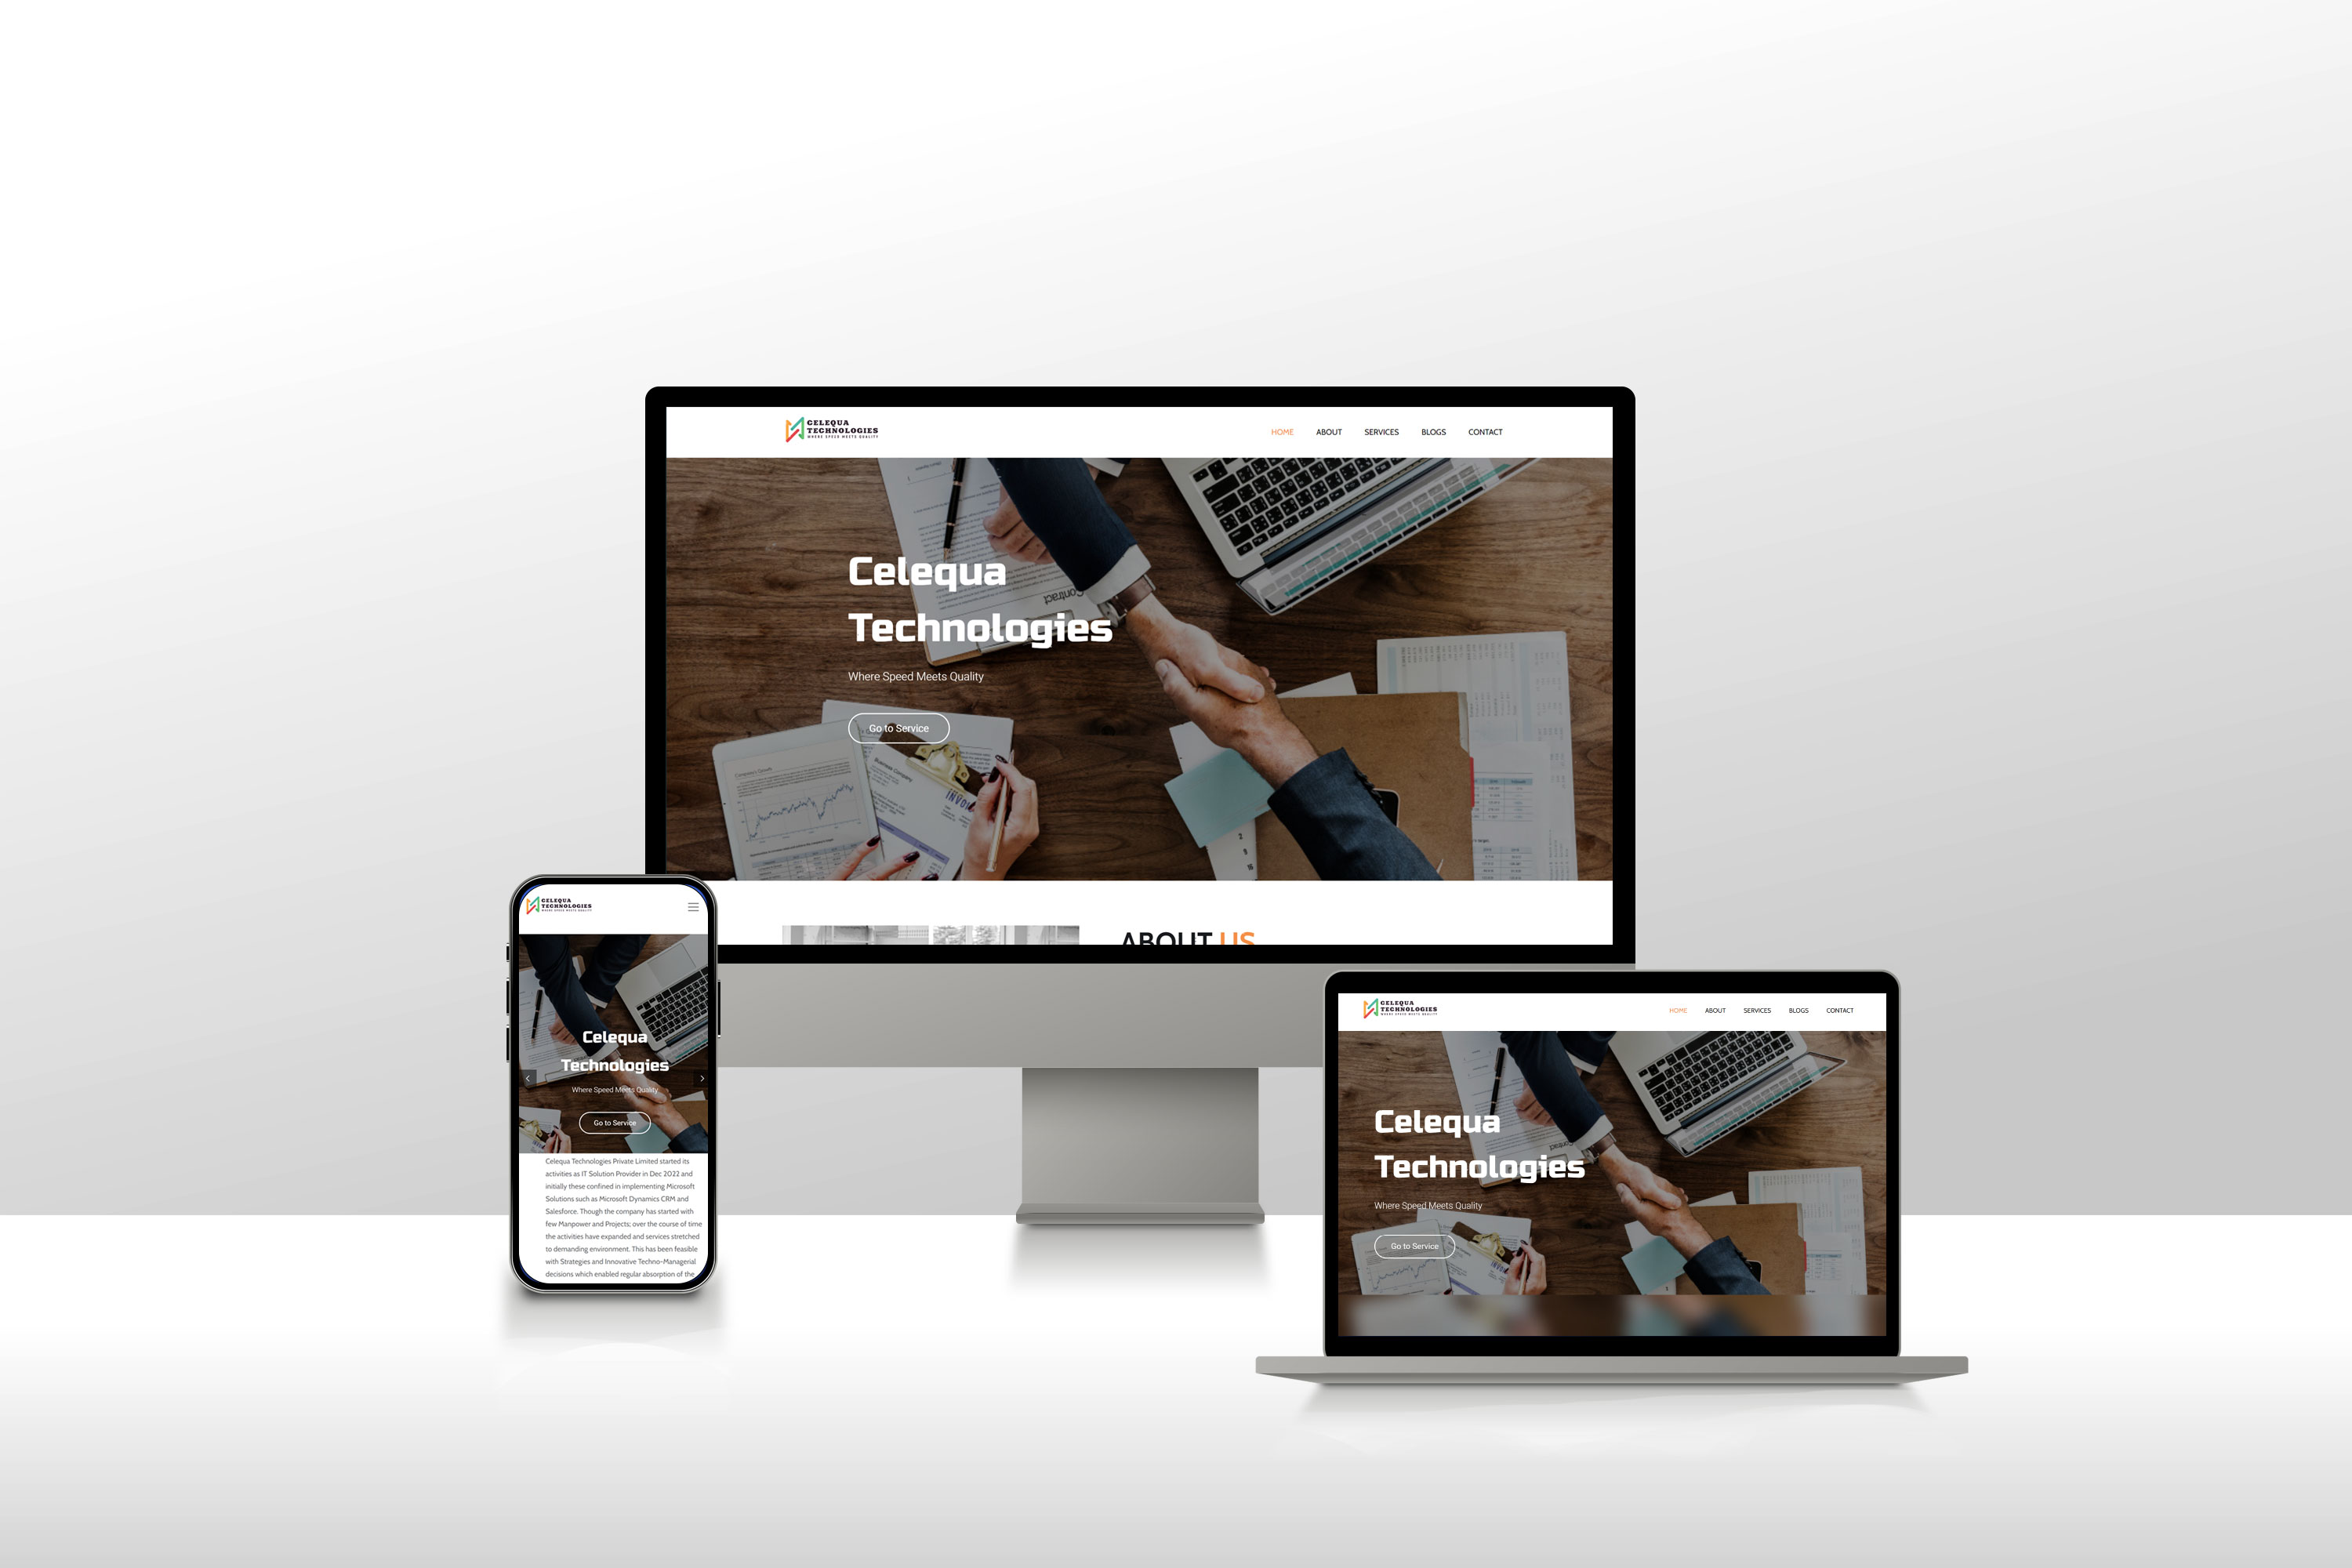 CELEQUA
TECHNOLOGIES
WHERE SPEED MEETS QUALITY
HOME ABOUT SERVICES BLOGS CONTACT
Contract
Celequa
Technologies
Where Speed Meets Quality
Go to Service
Business Company
INVOI
ABOUT US
CELEQUA
TECHNOLOGIES
WHERE SPEED MEETS QUALITY
Celequa
Technologies
Where Speed Meets Quality
Go to Service
Celequa Technologies Private Limited started its
activities as IT Solution Provider in Dec 2022 and
initially these confined in implementing Microsoft
Solutions such as Microsoft Dynamics CRM and
Salesforce. Though the company has started with
few Manpower and Projects; over the course of time
the activities have expanded and services stretched
to demanding environment. This has been feasible
with Strategies and Innovative Techno-Managerial
decisions which enabled regular absorption of the
CELEQUA
TECHNOLOGIES
WHERE SPEED MEETS QUALITY
HOME ABOUT SERVICES BLOGS CONTACT
Celequa
Technologies
Where Speed Meets Quality
Go to Service